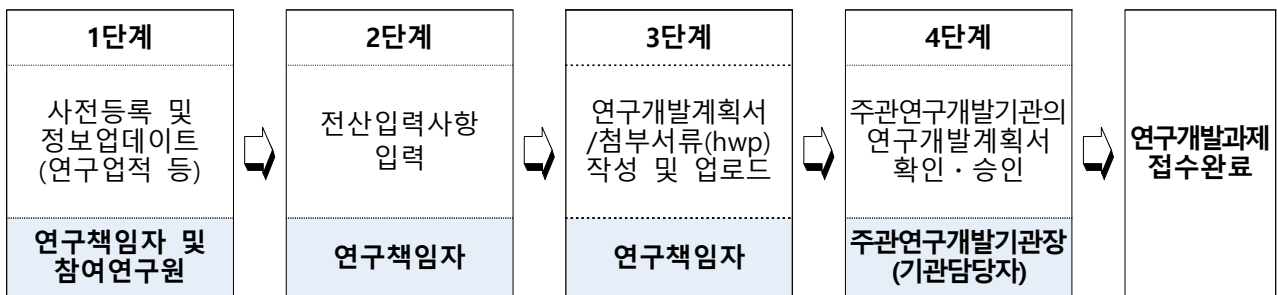 1단계
사전등록 및
정보업데이트
(연구업적 등)
연구책임자 및
참여연구원
2단계
전산입력사항
입력
연구책임자
3단계
연구개발계획서
/첨부서류(hwp)
작성 및 업로드
연구책임자
4단계
주관연구개발기관의
연구개발계획서
확인・승인
주관연구개발기관장
(기관담당자)
연구개발과제
접수완료